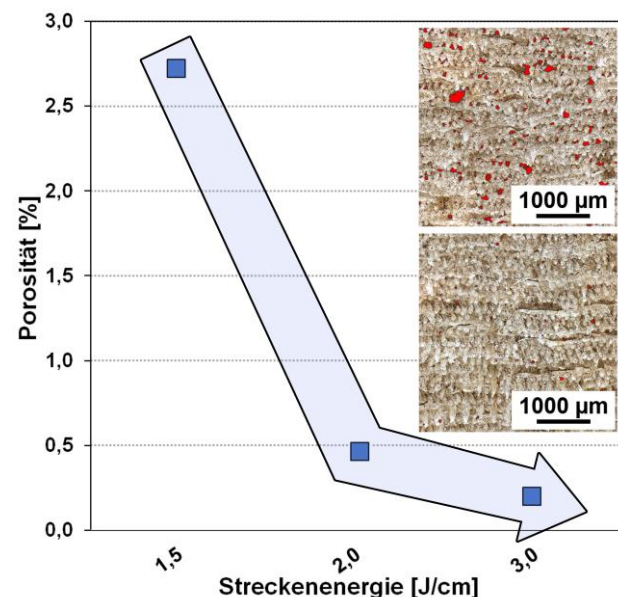 3,0
2,5
2,0
1,5
1,0
0,5
0,0
Porosität [%]
1000 µm
1000 µm
1,5
2,0
3,0
Streckenenergie [J/cm]